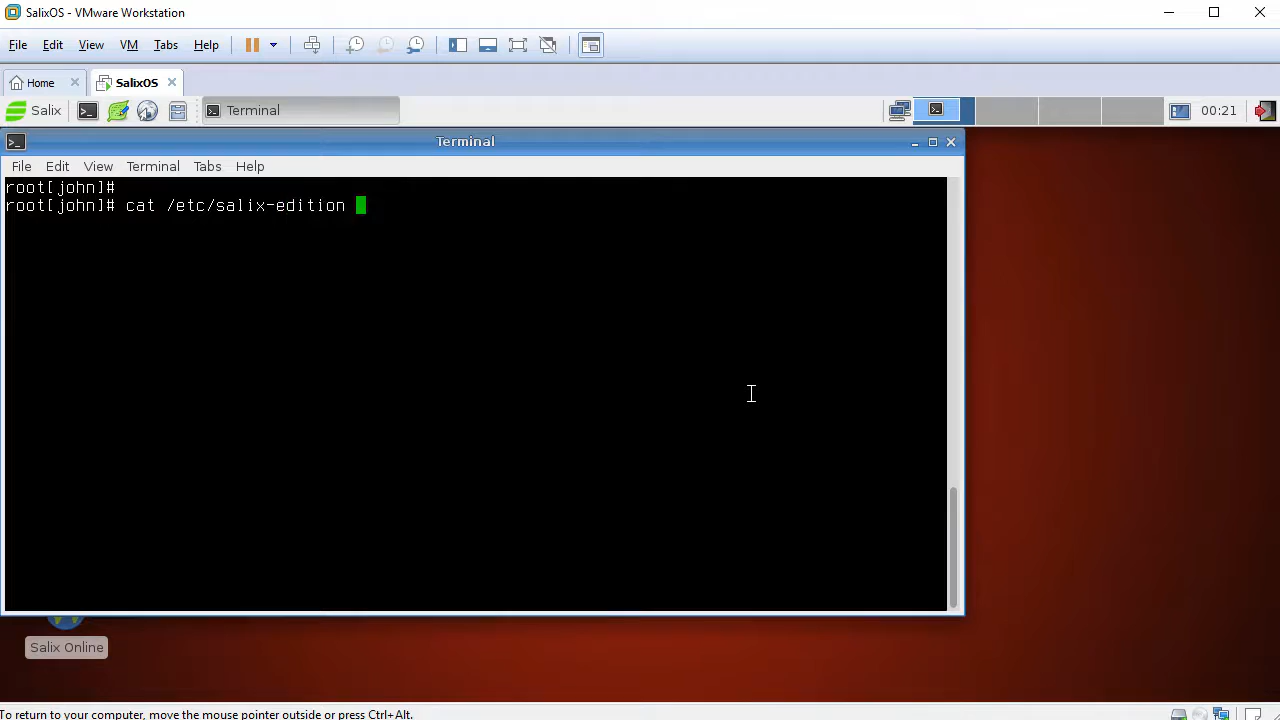 SalixOS - VMware Workstation
File Edit View VM Tabs Help
Home SalixOS
Salix Terminal 00:21
Terminal
File Edit View Terminal Tabs Help
root[john]#
root[john]# cat /etc/salix-edition
Salix Online
To return to your computer, move the mouse pointer outside or press Ctrl+Alt.